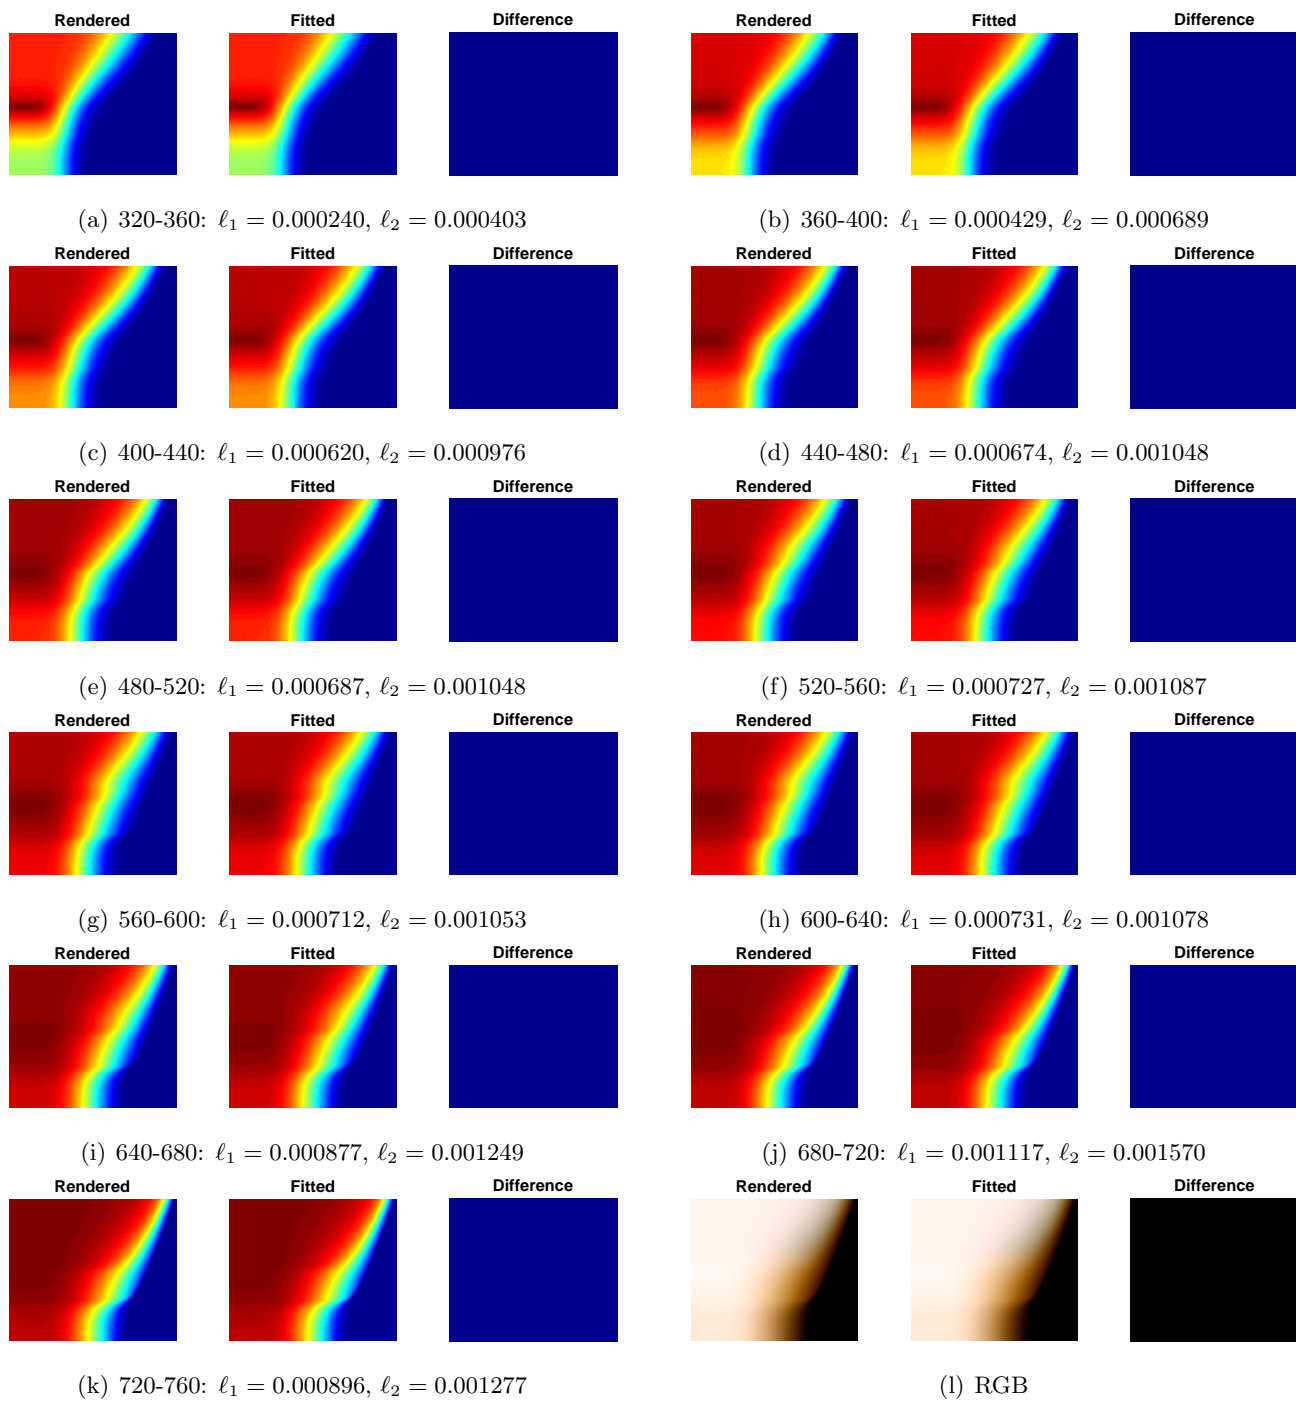 Rendered Fitted Difference Rendered Fitted Difference
(a) 320-360: ℓ₁ = 0.000240, ℓ₂ = 0.000403 (b) 360-400: ℓ₁ = 0.000429, ℓ₂ = 0.000689
Rendered Fitted Difference Rendered Fitted Difference
(c) 400-440: ℓ₁ = 0.000620, ℓ₂ = 0.000976 (d) 440-480: ℓ₁ = 0.000674, ℓ₂ = 0.001048
Rendered Fitted Difference Rendered Fitted Difference
(e) 480-520: ℓ₁ = 0.000687, ℓ₂ = 0.001048 (f) 520-560: ℓ₁ = 0.000727, ℓ₂ = 0.001087
Rendered Fitted Difference Rendered Fitted Difference
(g) 560-600: ℓ₁ = 0.000712, ℓ₂ = 0.001053 (h) 600-640: ℓ₁ = 0.000731, ℓ₂ = 0.001078
Rendered Fitted Difference Rendered Fitted Difference
(i) 640-680: ℓ₁ = 0.000877, ℓ₂ = 0.001249 (j) 680-720: ℓ₁ = 0.001117, ℓ₂ = 0.001570
Rendered Fitted Difference Rendered Fitted Difference
(k) 720-760: ℓ₁ = 0.000896, ℓ₂ = 0.001277 (l) RGB